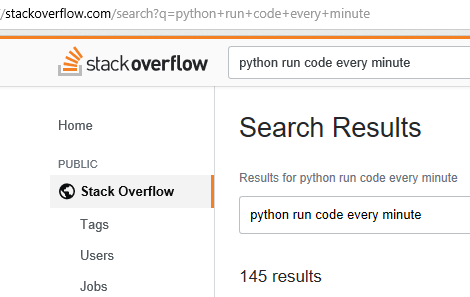 /stackoverflow.com/search?q=python+run+code+every+minute
stackoverflow
python run code every minute
Home
Search Results
PUBLIC
Results for python run code every minute
Stack Overflow
python run code every minute
Tags
Users
145 results
Jobs